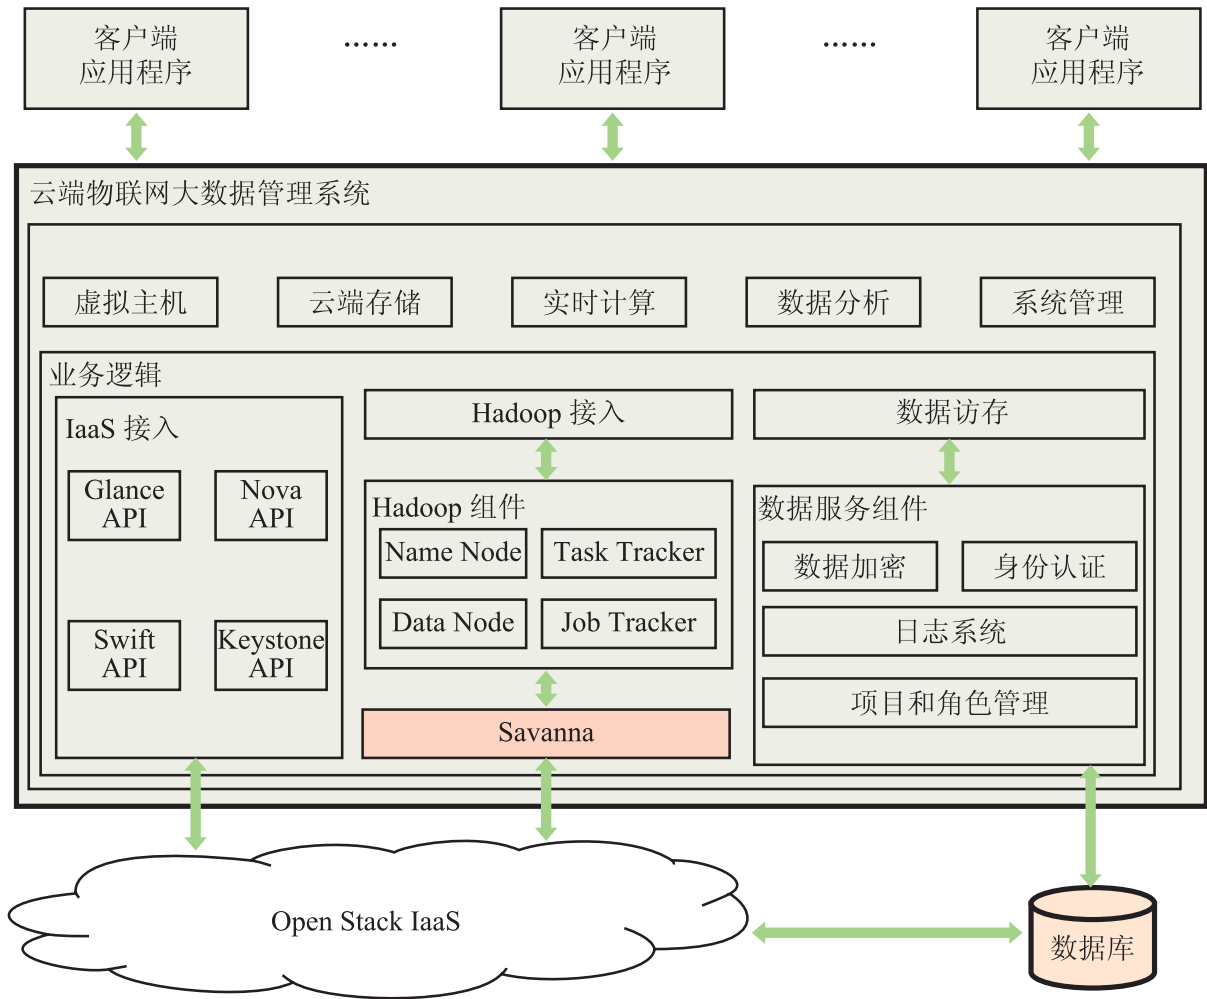 客户端
应用程序
……
客户端
应用程序
……
客户端
应用程序
云端物联网大数据管理系统
虚拟主机
云端存储
实时计算
数据分析
系统管理
业务逻辑
IaaS 接入
Glance
API
Nova
API
Swift
API
Keystone
API
Hadoop 接入
Hadoop 组件
Name Node
Task Tracker
Data Node
Job Tracker
Savanna
数据访存
数据服务组件
数据加密
身份认证
日志系统
项目和角色管理
Open Stack IaaS
数据库